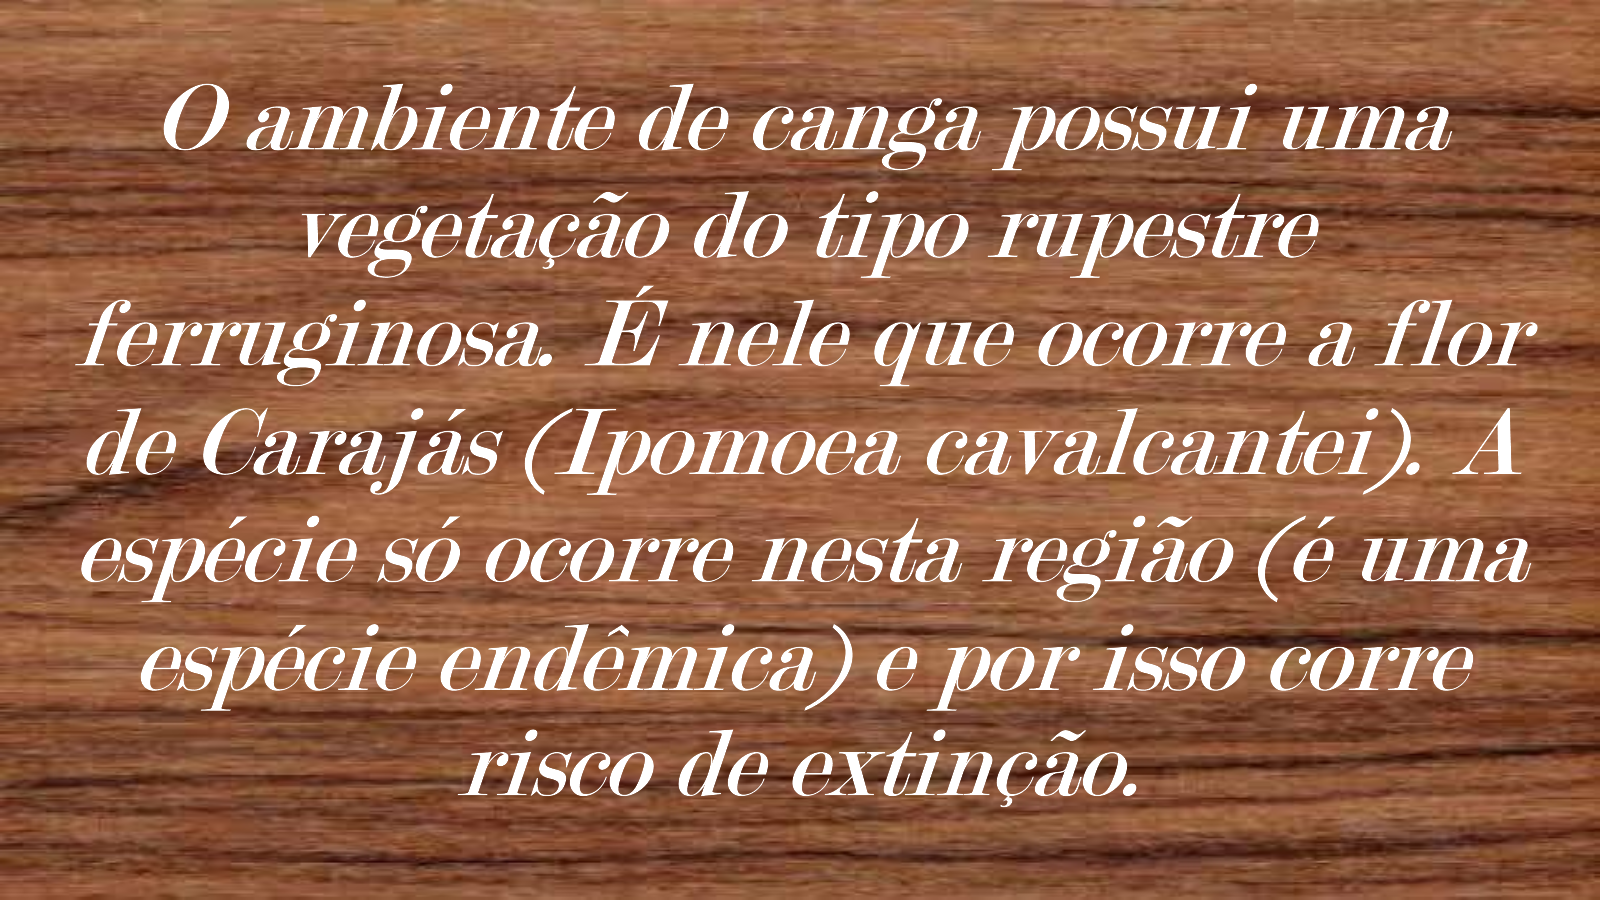 O ambiente de canga possui uma
vegetação do tipo rupestre
ferruginosa. É nele que ocorre a flor
de Carajás (Ipomoea cavalcantei). A
espécie só ocorre nesta região (é uma
espécie endêmica) e por isso corre
risco de extinção.